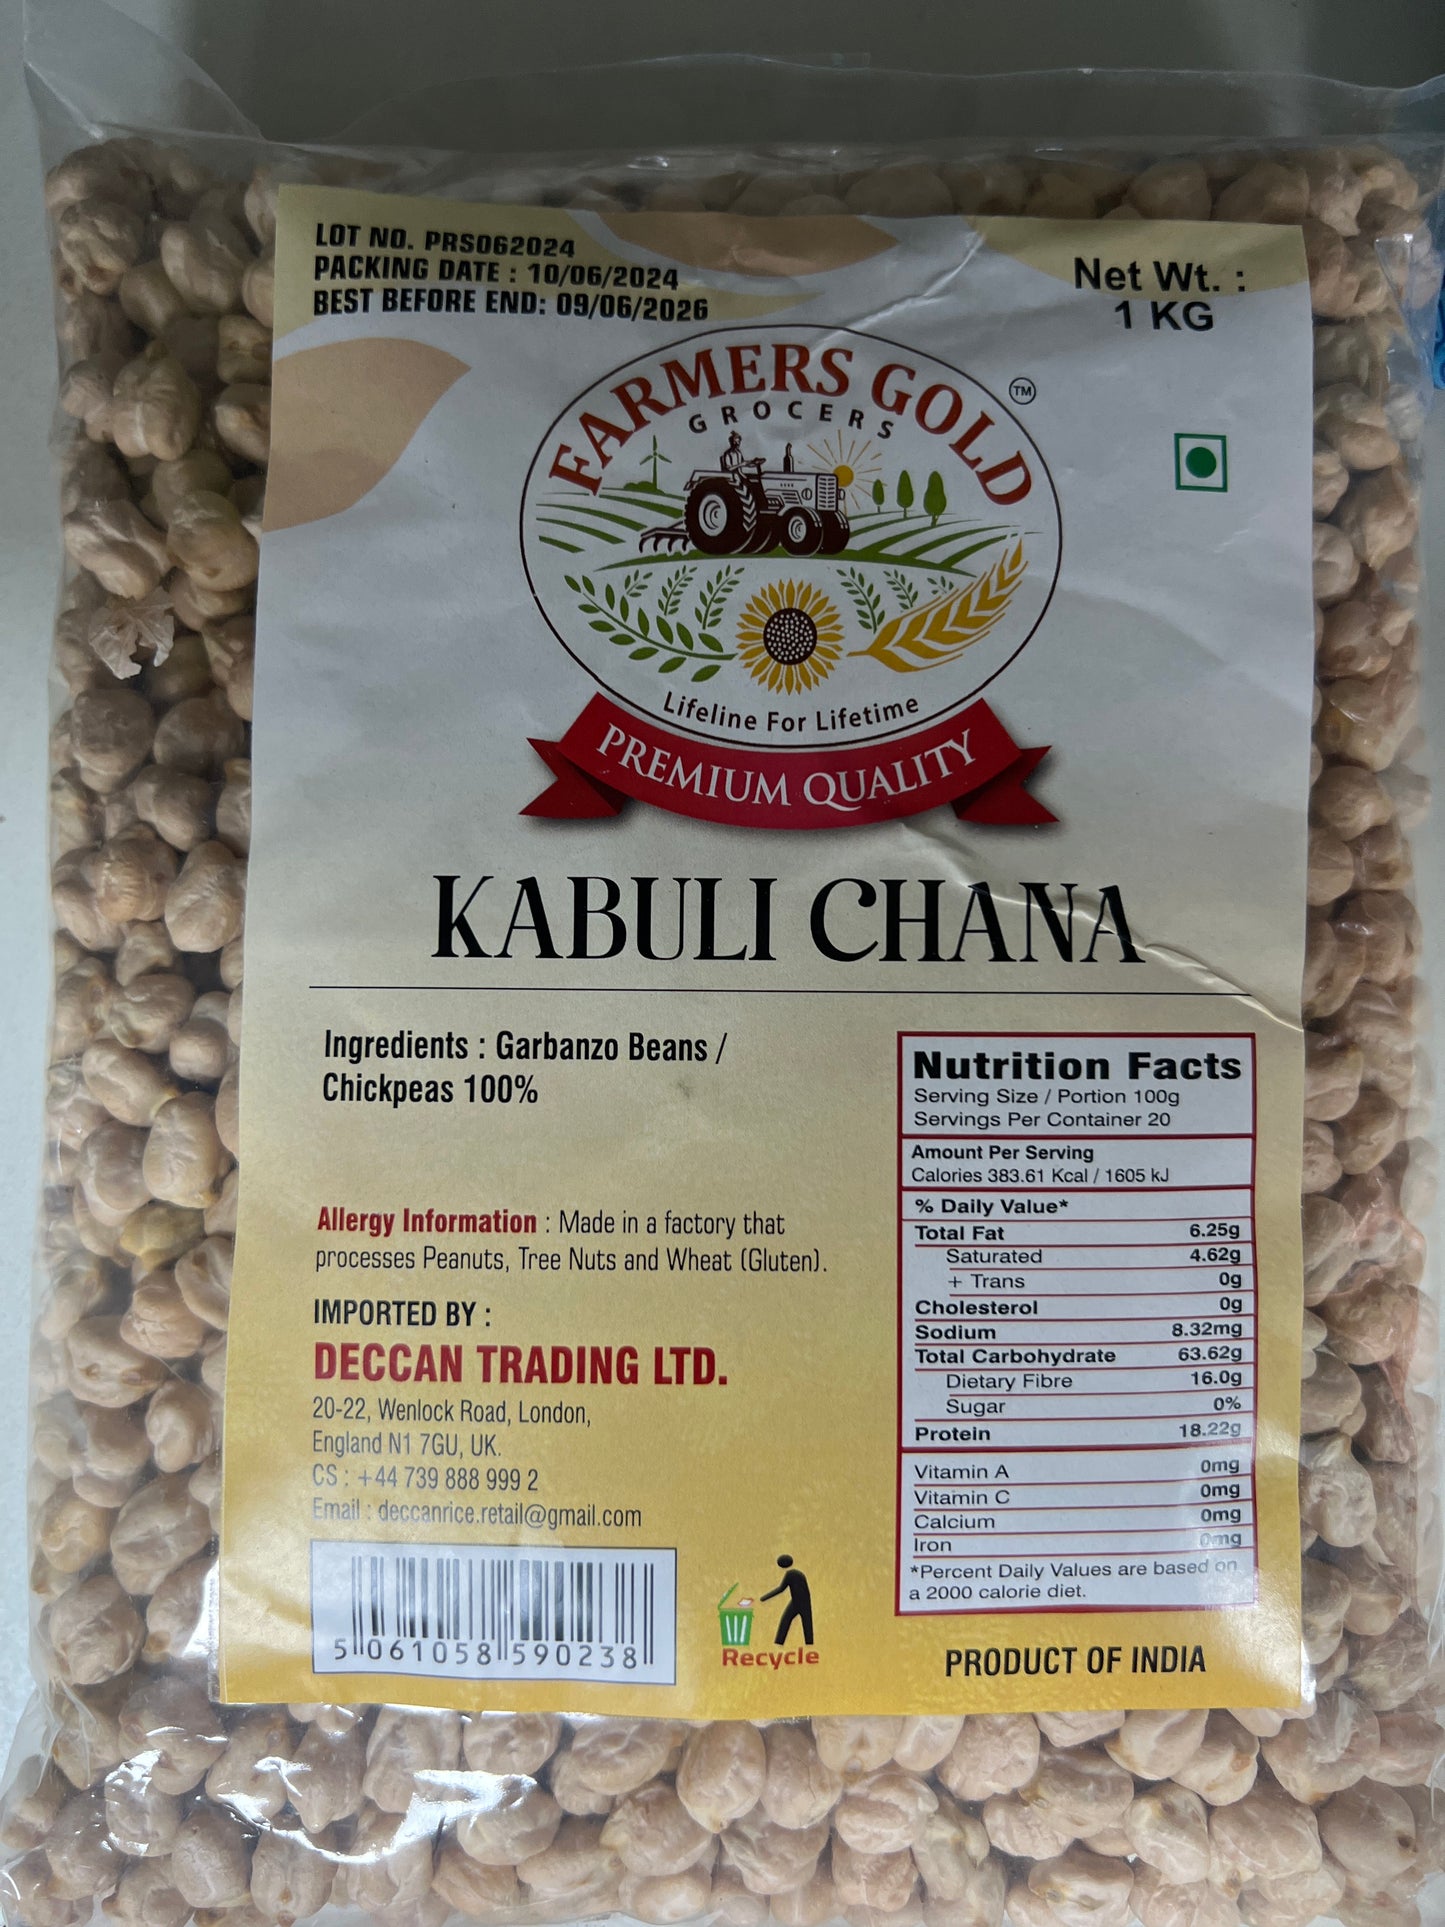 LOT NO. PRS062024
PACKING DATE : 10/06/2024
BEST BEFORE END: 09/06/2026
Net Wt. :
1 KG
FARMERS GOLD
TM
GROCERS
Lifeline For Lifetime
PREMIUM QUALITY
KABULI CHANA
Ingredients : Garbanzo Beans /
Chickpeas 100%
Allergy Information : Made in a factory that
processes Peanuts, Tree Nuts and Wheat (Gluten).
IMPORTED BY :
DECCAN TRADING LTD.
20-22, Wenlock Road, London,
England N1 7GU, UK.
CS : +44 739 888 999 2
Email : deccanrice.retail@gmail.com
5 061058 590238
Recycle
Nutrition Facts
Serving Size / Portion 100g
Servings Per Container 20
Amount Per Serving
Calories 383.61 Kcal / 1605 kJ
% Daily Value*
Total Fat 6.25g
Saturated 4.62g
+ Trans 0g
Cholesterol 0g
Sodium 8.32mg
Total Carbohydrate 63.62g
Dietary Fibre 16.0g
Sugar 0%
Protein 18.22g
Vitamin A 0mg
Vitamin C 0mg
Calcium 0mg
Iron 0mg
*Percent Daily Values are based on
a 2000 calorie diet.
PRODUCT OF INDIA